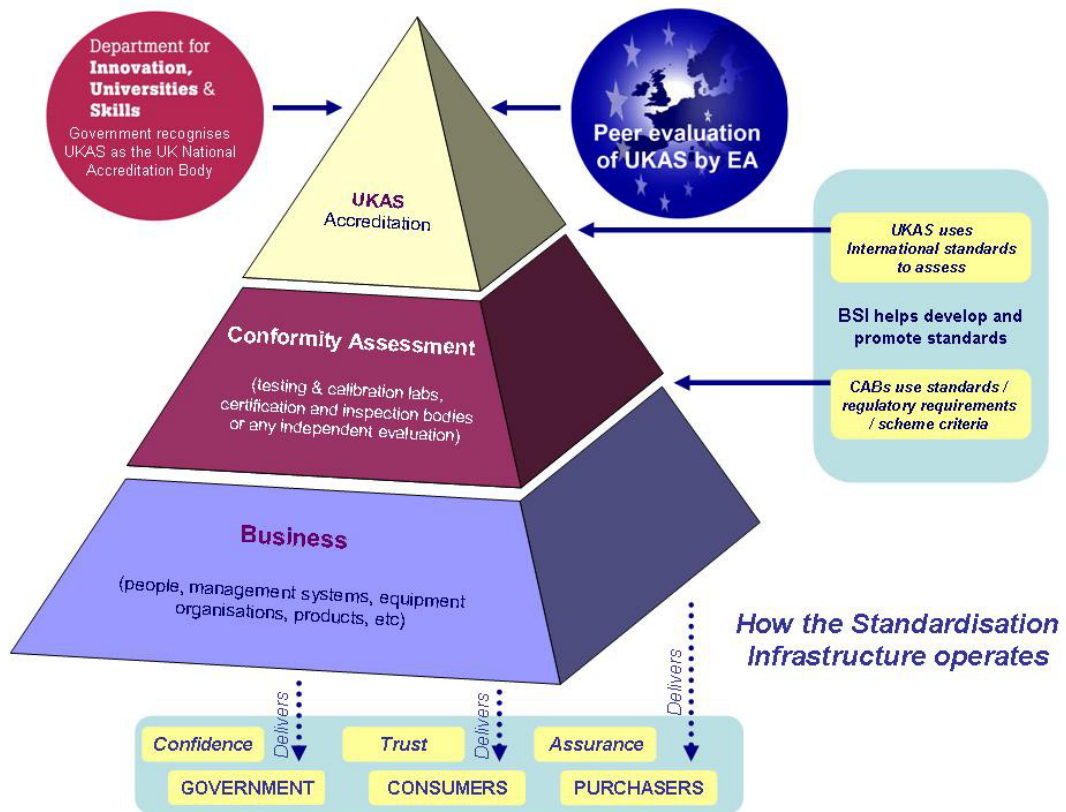 Department for
Innovation,
Universities &
Skills
Government recognises
UKAS as the UK National
Accreditation Body
Peer evaluation
of UKAS by EA
UKAS
Accreditation
UKAS uses
International standards
to assess
BSI helps develop and
promote standards
CABs use standards /
regulatory requirements
/ scheme criteria
Conformity Assessment
(testing & calibration labs,
certification and inspection bodies
or any independent evaluation)
Business
(people, management systems, equipment
organisations, products, etc)
How the Standardisation
Infrastructure operates
Delivers
Delivers
Delivers
Confidence
Trust
Assurance
GOVERNMENT
CONSUMERS
PURCHASERS